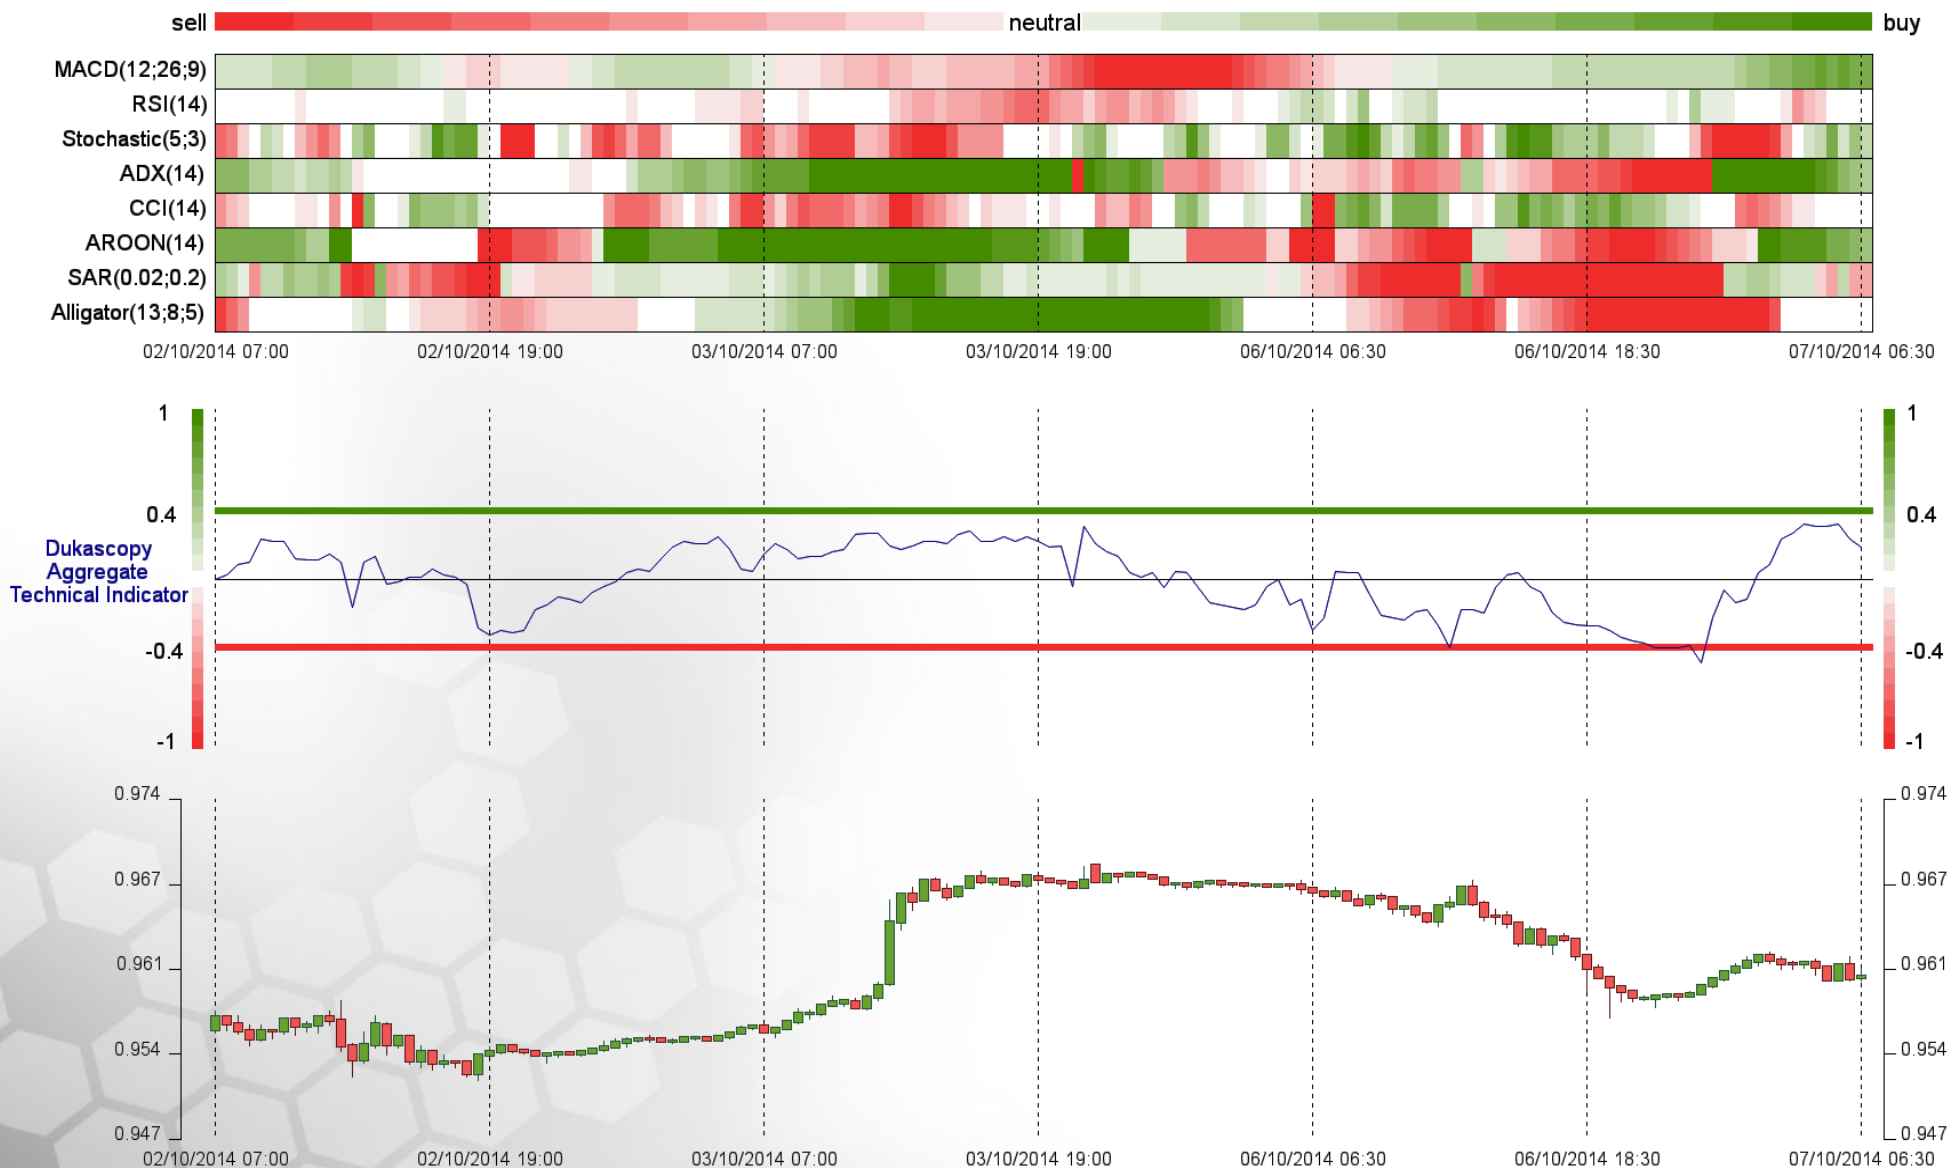 sell neutral buy
MACD(12;26;9)
RSI(14)
Stochastic(5;3)
ADX(14)
CCI(14)
AROON(14)
SAR(0.02;0.2)
Alligator(13;8;5)
02/10/2014 07:00 02/10/2014 19:00 03/10/2014 07:00 03/10/2014 19:00 06/10/2014 06:30 06/10/2014 18:30 07/10/2014 06:30
1 1
0.4 0.4
Dukascopy
Aggregate
Technical Indicator
-0.4 -0.4
-1 -1
0.974 0.974
0.967 0.967
0.961 0.961
0.954 0.954
0.947 0.947
02/10/2014 07:00 02/10/2014 19:00 03/10/2014 07:00 03/10/2014 19:00 06/10/2014 06:30 06/10/2014 18:30 07/10/2014 06:30